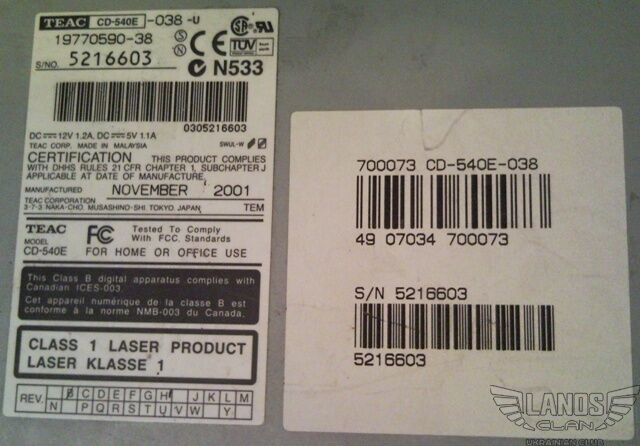 TEAC CD-540E -038 -U
19770590-38
S/NO. 5216603
N533
0305216603
DC 12V 1.2A, DC 5V 1.1A
TEAC CORP. MADE IN MALAYSIA
SWUL-W
CERTIFICATION THIS PRODUCT COMPLIES
WITH DHHS RULES 21 CFR CHAPTER 1, SUBCHAPTER J
APPLICABLE AT DATE OF MANUFACTURE.
MANUFACTURED NOVEMBER 2001
TEAC CORPORATION
3-7-3 NAKA-CHO, MUSASHINO-SHI, TOKYO, JAPAN TEM
TEAC FC Tested To Comply
With FCC Standards
MODEL
CD-540E FOR HOME OR OFFICE USE
This Class B digital apparatus complies with
Canadian ICES-003.
Cet appareil numérique de la classe B est
conforme à la norme NMB-003 du Canada.
CLASS 1 LASER PRODUCT
LASER KLASSE 1
REV. B C D E F G H J K L M
N P Q R S T U V W Y
700073 CD-540E-038
49 07034 700073
S/N 5216603
5216603
LANOS
CLAN
UKRAINIAN CLUB